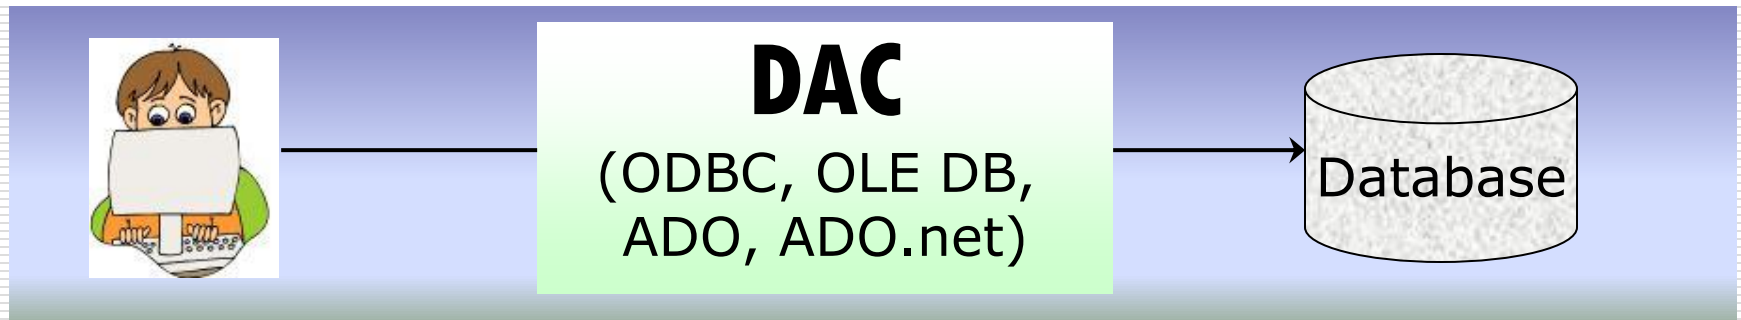 DAC
(ODBC, OLE DB,
ADO, ADO.net)
Database